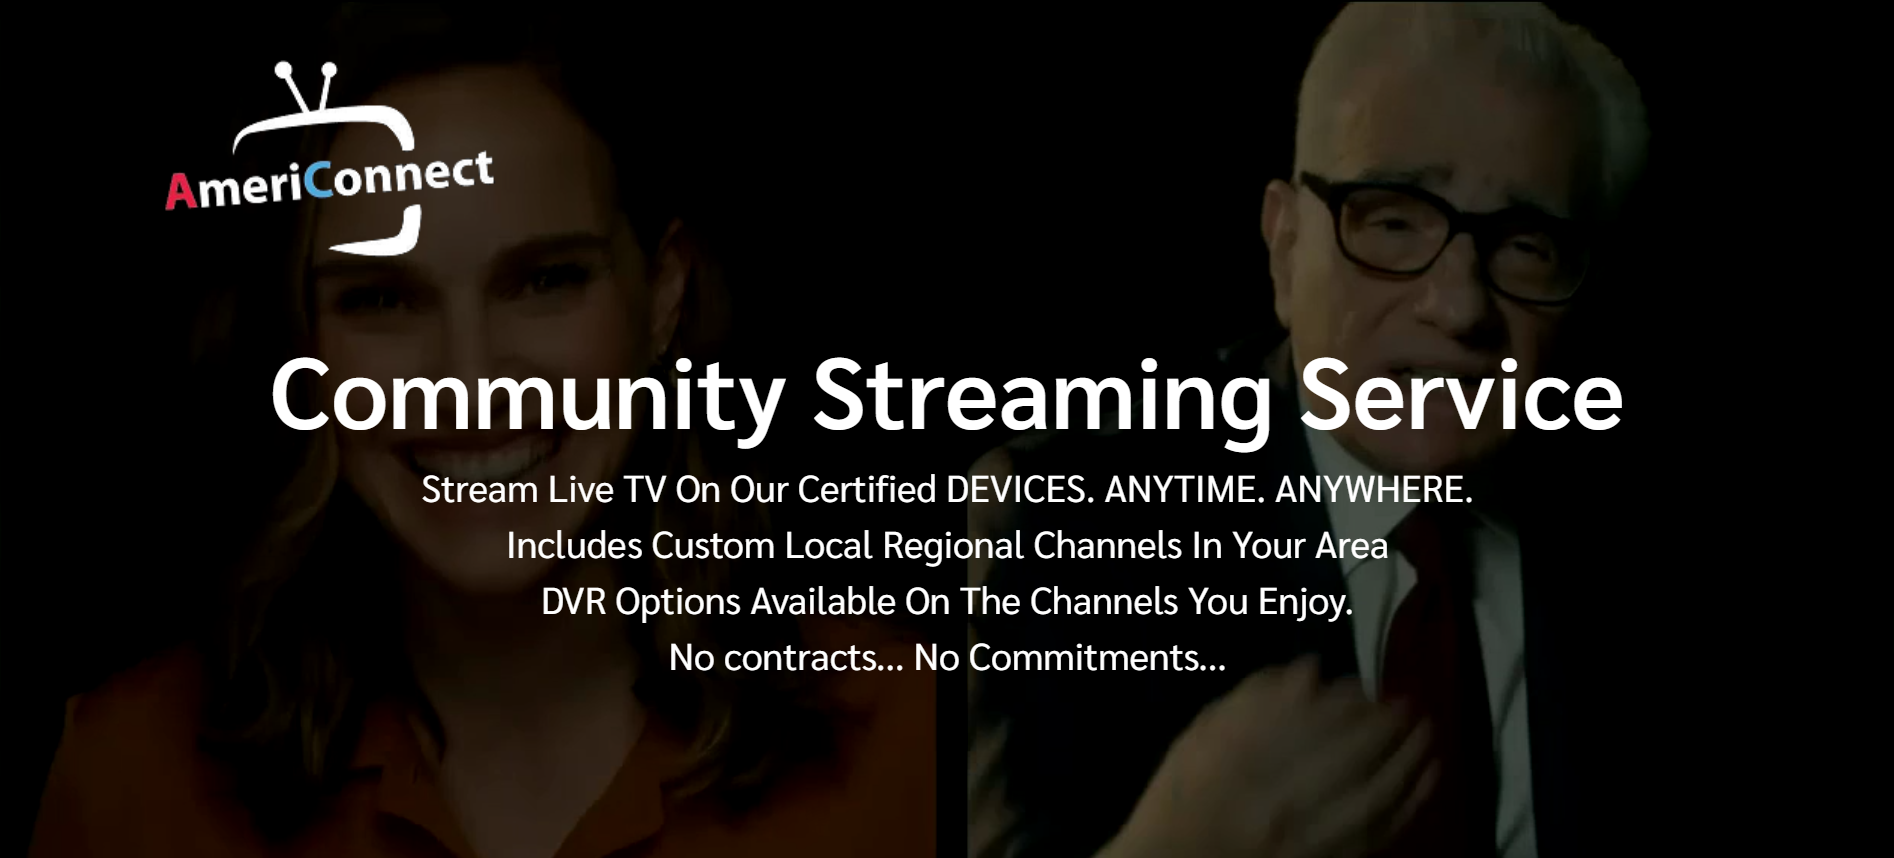 AmeriConnect
Community Streaming Service
Stream Live TV On Our Certified DEVICES. ANYTIME. ANYWHERE.
Includes Custom Local Regional Channels In Your Area
DVR Options Available On The Channels You Enjoy.
No contracts... No Commitments...